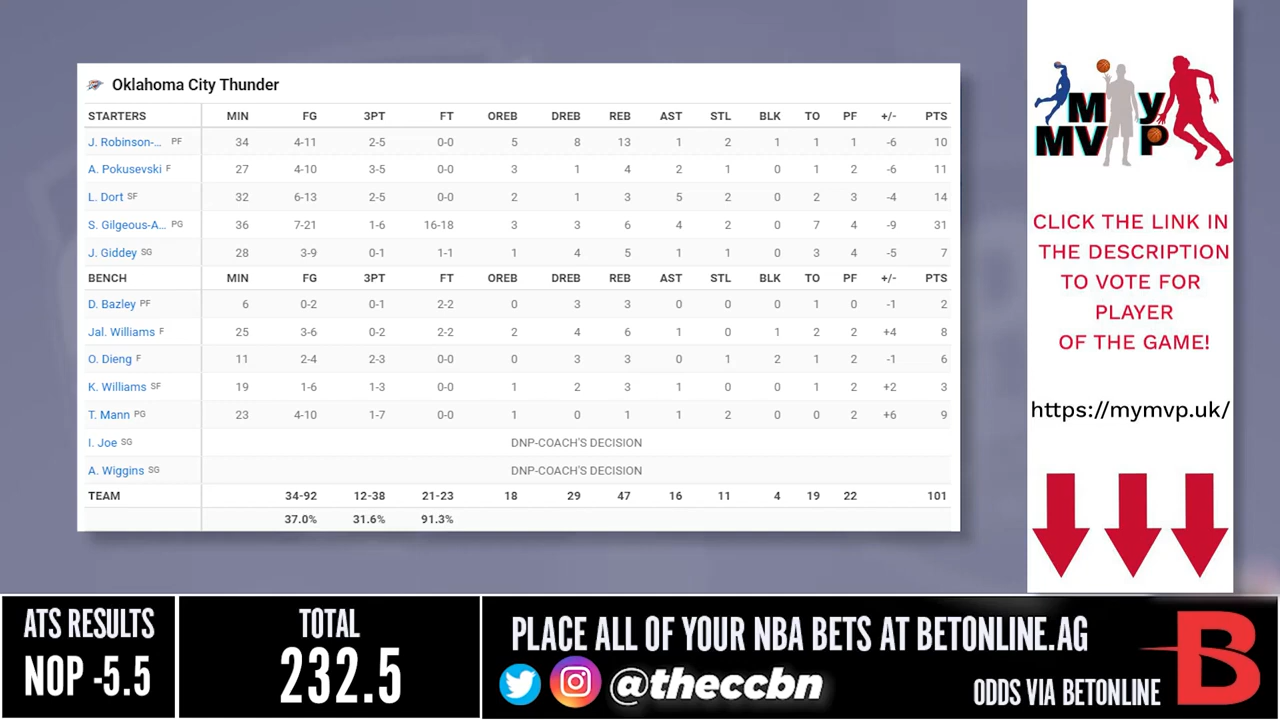 Oklahoma City Thunder
STARTERS MIN FG 3PT FT OREB DREB REB AST STL BLK TO PF +/- PTS
J. Robinson-... PF 34 4-11 2-5 0-0 5 8 13 1 2 1 1 1 -6 10
A. Pokusevski F 27 4-10 3-5 0-0 3 1 4 2 1 0 1 2 -6 11
L. Dort SF 32 6-13 2-5 0-0 2 1 3 5 2 0 2 3 -4 14
S. Gilgeous-A... PG 36 7-21 1-6 16-18 3 3 6 4 2 0 7 4 -9 31
J. Giddey SG 28 3-9 0-1 1-1 1 4 5 1 1 0 3 4 -5 7
BENCH MIN FG 3PT FT OREB DREB REB AST STL BLK TO PF +/- PTS
D. Bazley PF 6 0-2 0-1 2-2 0 3 3 0 0 0 1 0 -1 2
Jal. Williams F 25 3-6 0-2 2-2 2 4 6 1 0 1 2 2 +4 8
O. Dieng F 11 2-4 2-3 0-0 0 3 3 0 1 2 1 2 -1 6
K. Williams SF 19 1-6 1-3 0-0 1 2 3 1 0 0 1 2 +2 3
T. Mann PG 23 4-10 1-7 0-0 1 0 1 1 2 0 0 2 +6 9
I. Joe SG DNP-COACH'S DECISION
A. Wiggins SG DNP-COACH'S DECISION
TEAM 34-92 12-38 21-23 18 29 47 16 11 4 19 22 101
37.0% 31.6% 91.3%
My
MVP
CLICK THE LINK IN
THE DESCRIPTION
TO VOTE FOR
PLAYER
OF THE GAME!
https://mymvp.uk/
ATS RESULTS
NOP -5.5
TOTAL
232.5
PLACE ALL OF YOUR NBA BETS AT BETONLINE.AG
@theccbn
ODDS VIA BETONLINE
B